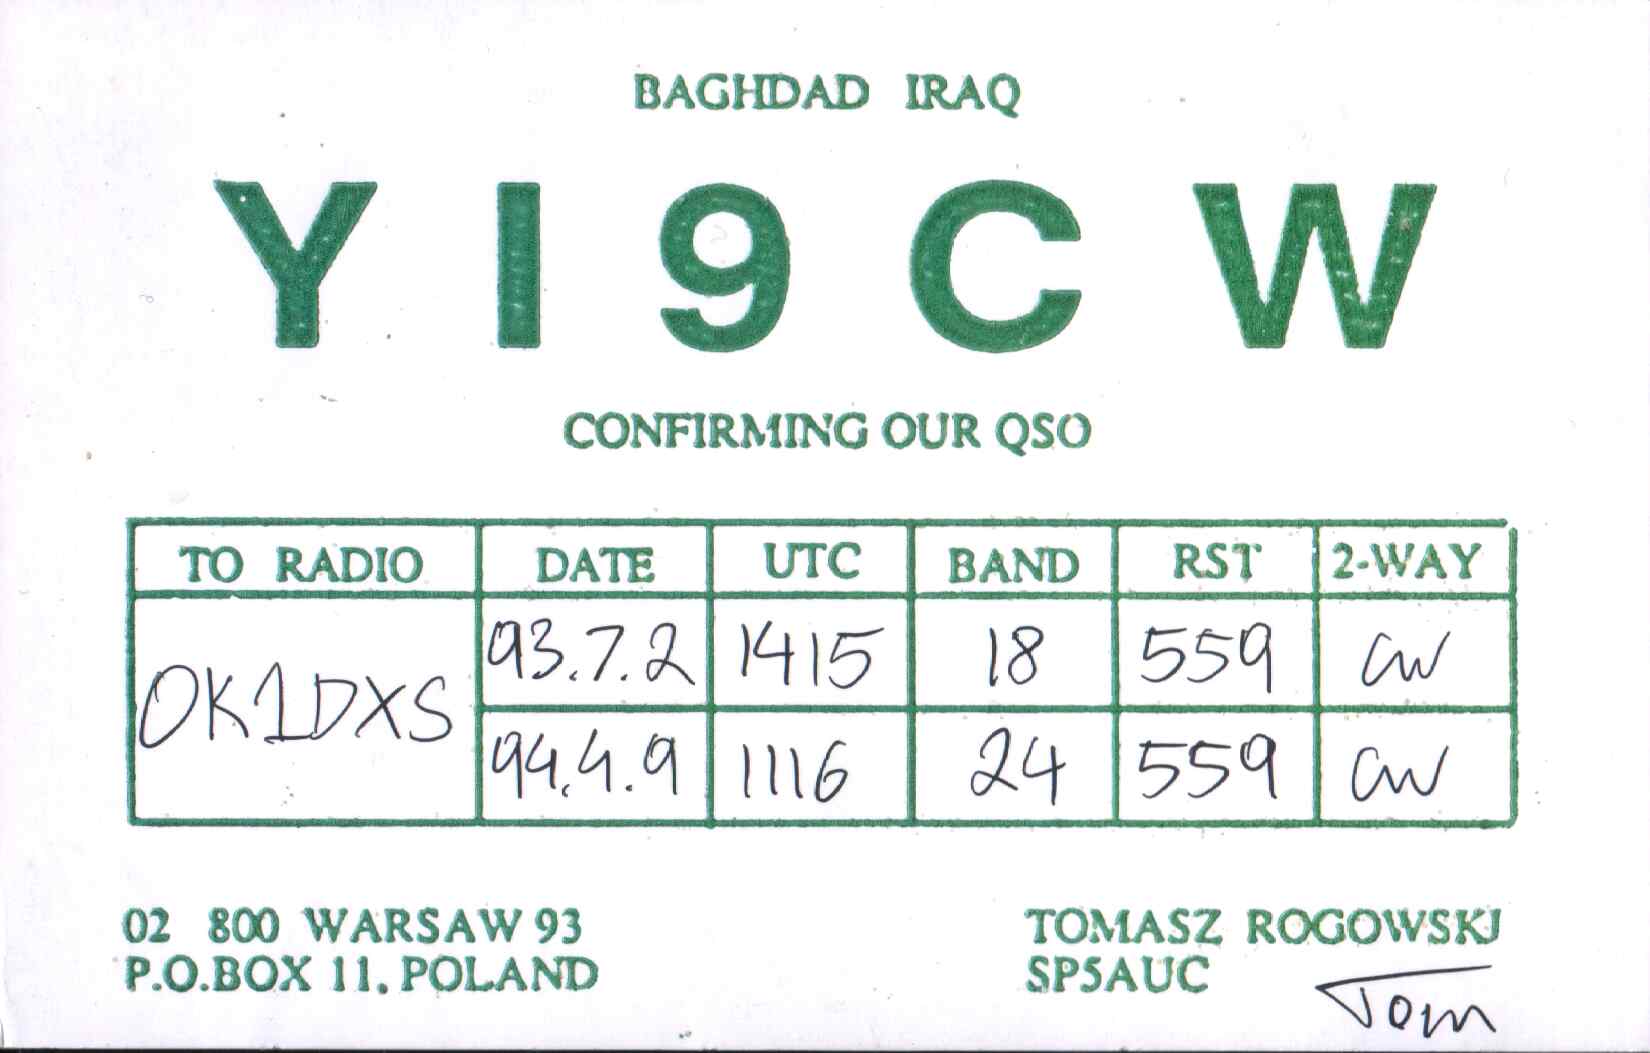 BAGHDAD IRAQ
YI9CW
CONFIRMING OUR QSO
TO RADIO DATE UTC BAND RST 2-WAY
OK1DXS 93.7.2 1415 18 559 CW
94.4.9 1116 24 559 CW
02 800 WARSAW 93
P.O.BOX 11. POLAND
TOMASZ ROGOWSKI
SP5AUC
Tom